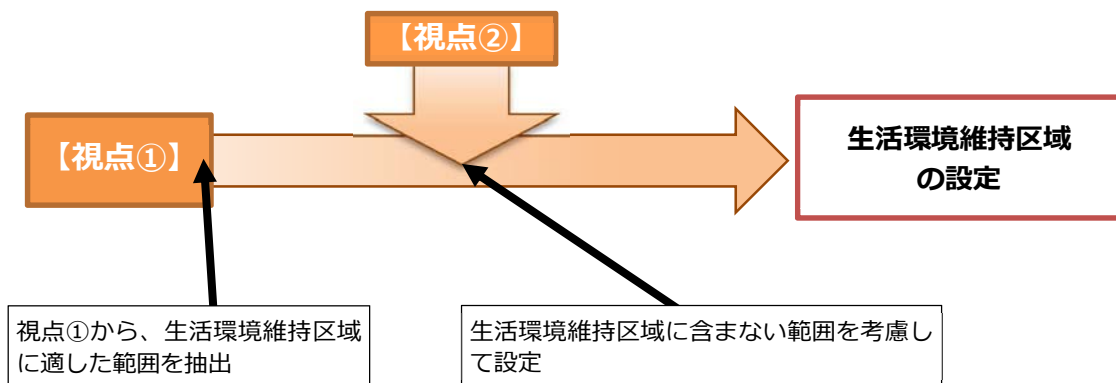 【視点②】
【視点①】
生活環境維持区域
の設定
視点①から、生活環境維持区域
に適した範囲を抽出
生活環境維持区域に含まない範囲を考慮し
て設定